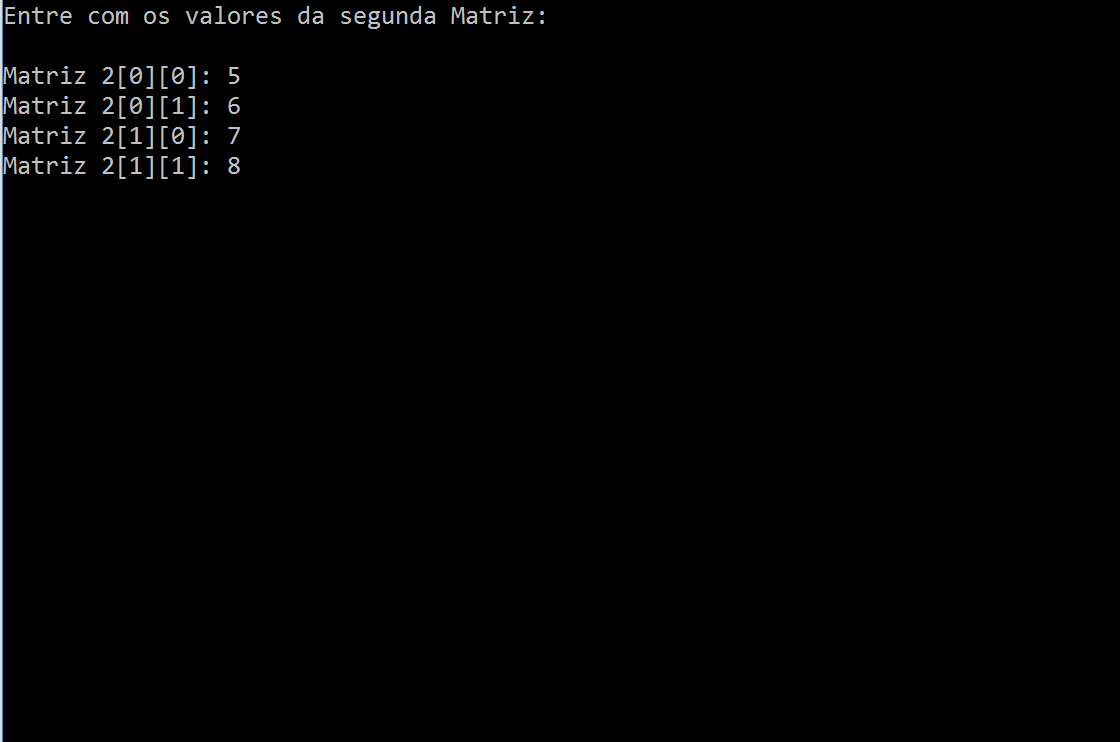 Entre com os valores da segunda Matriz:
Matriz 2[0][0]: 5
Matriz 2[0][1]: 6
Matriz 2[1][0]: 7
Matriz 2[1][1]: 8